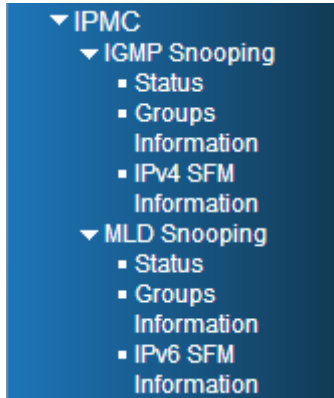 IPMC
IGMP Snooping
Status
Groups
Information
IPv4 SFM
Information
MLD Snooping
Status
Groups
Information
IPv6 SFM
Information